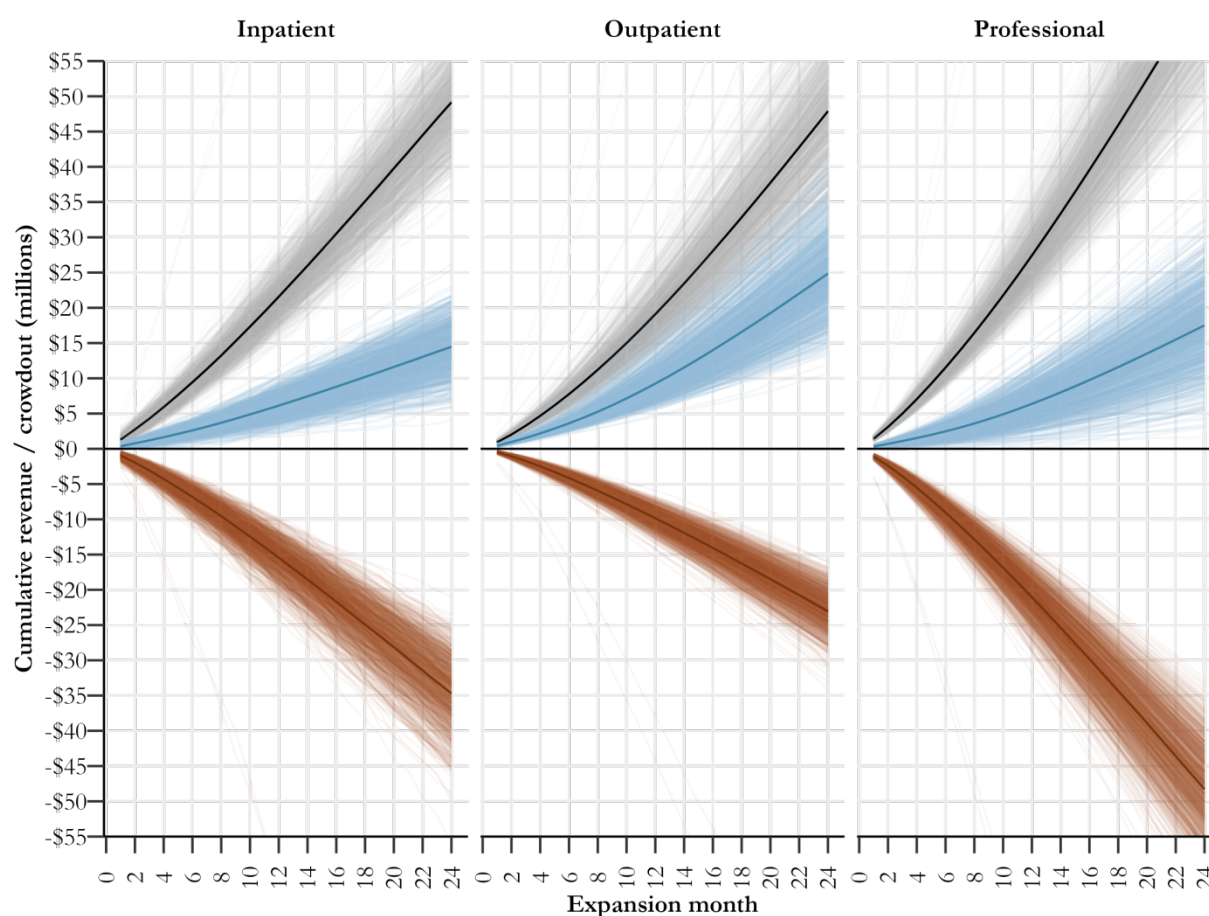 Inpatient
Outpatient
Professional
Cumulative revenue / crowdout (millions)
$55
$50
$45
$40
$35
$30
$25
$20
$15
$10
$5
$0
-$5
-$10
-$15
-$20
-$25
-$30
-$35
-$40
-$45
-$50
-$55
0 2 4 6 8 10 12 14 16 18 20 22 24
0 2 4 6 8 10 12 14 16 18 20 22 24
0 2 4 6 8 10 12 14 16 18 20 22 24
Expansion month